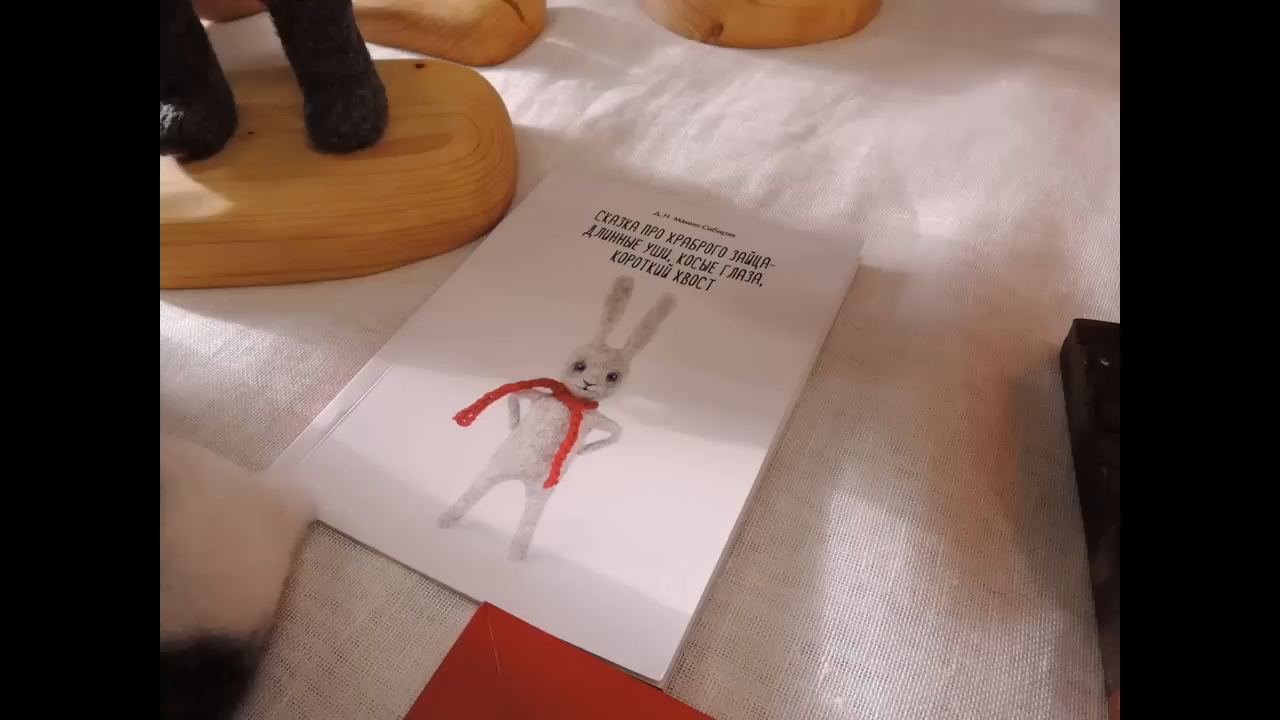 Д. Н. Мамин-Сибиряк
СКАЗКА ПРО ХРАБРОГО ЗАЙЦА-
ДЛИННЫЕ УШИ, КОСЫЕ ГЛАЗА,
КОРОТКИЙ ХВОСТ